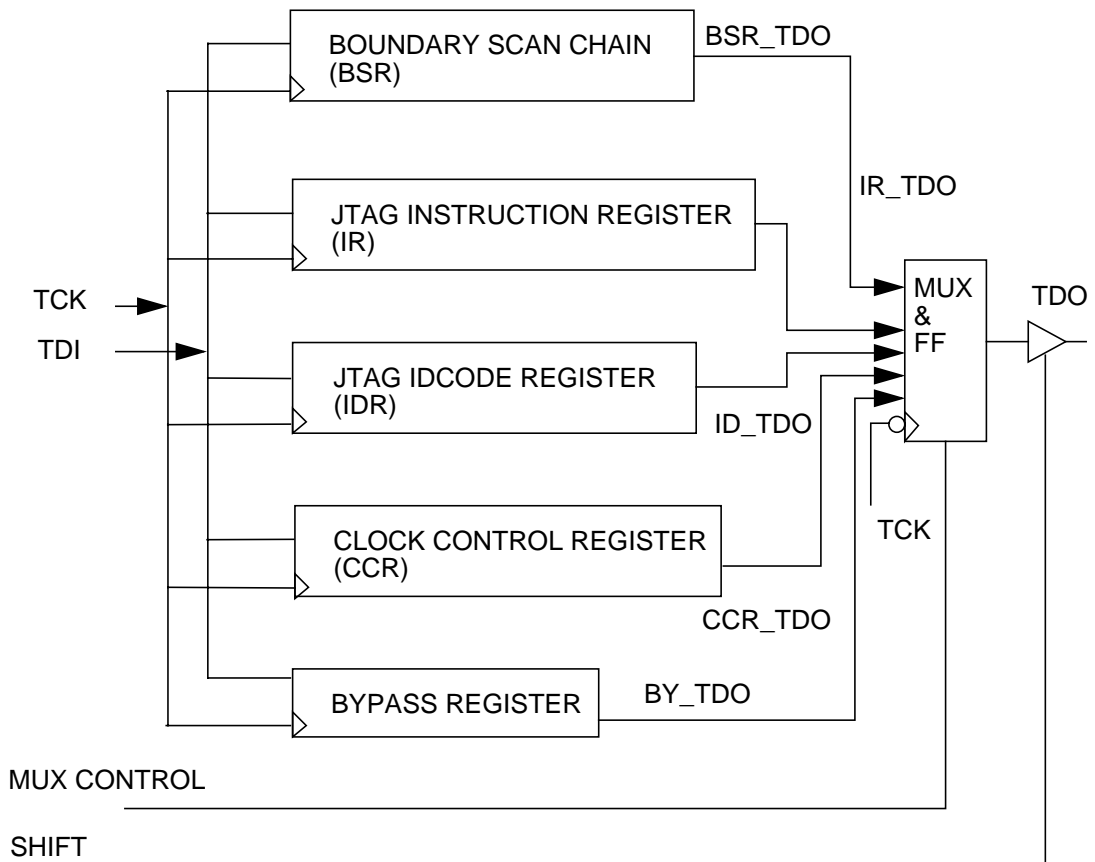 BOUNDARY SCAN CHAIN
(BSR)
BSR_TDO
IR_TDO
JTAG INSTRUCTION REGISTER
(IR)
TCK
TDI
MUX
&
FF
TDO
JTAG IDCODE REGISTER
(IDR)
ID_TDO
TCK
CLOCK CONTROL REGISTER
(CCR)
CCR_TDO
BYPASS REGISTER
BY_TDO
MUX CONTROL
SHIFT